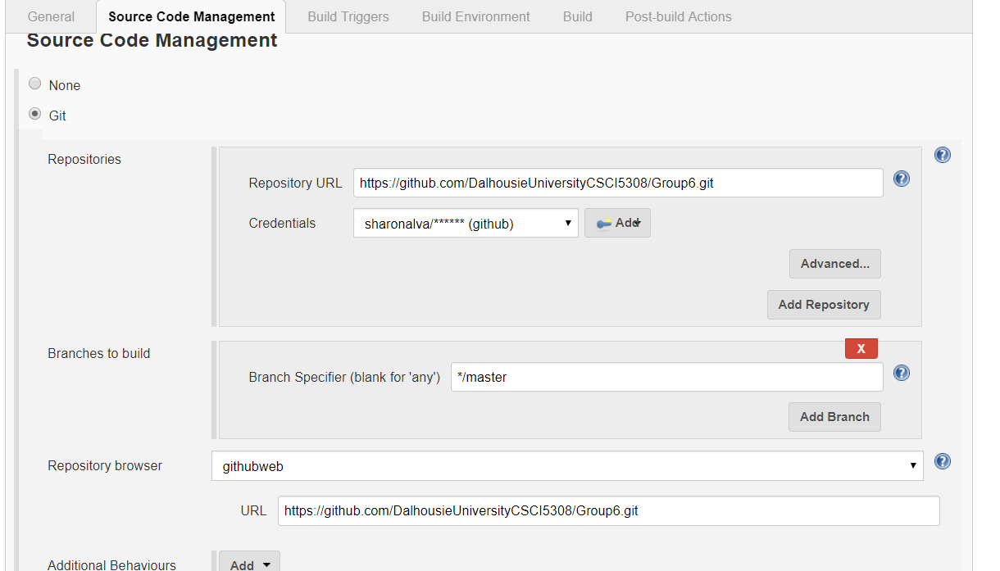 General Source Code Management Build Triggers Build Environment Build Post-build Actions
Source Code Management
None
Git
Repositories
Repository URL https://github.com/DalhousieUniversityCSCI5308/Group6.git
Credentials sharonalva/****** (github) Add
Advanced...
Add Repository
Branches to build
X
Branch Specifier (blank for 'any') */master
Add Branch
Repository browser githubweb
URL https://github.com/DalhousieUniversityCSCI5308/Group6.git
Additional Behaviours Add